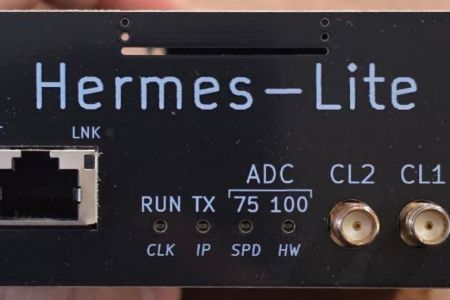 Hermes-Lite
LNK
ADC
CL2 CL1
RUN TX 75 100
CLK IP SPD HW